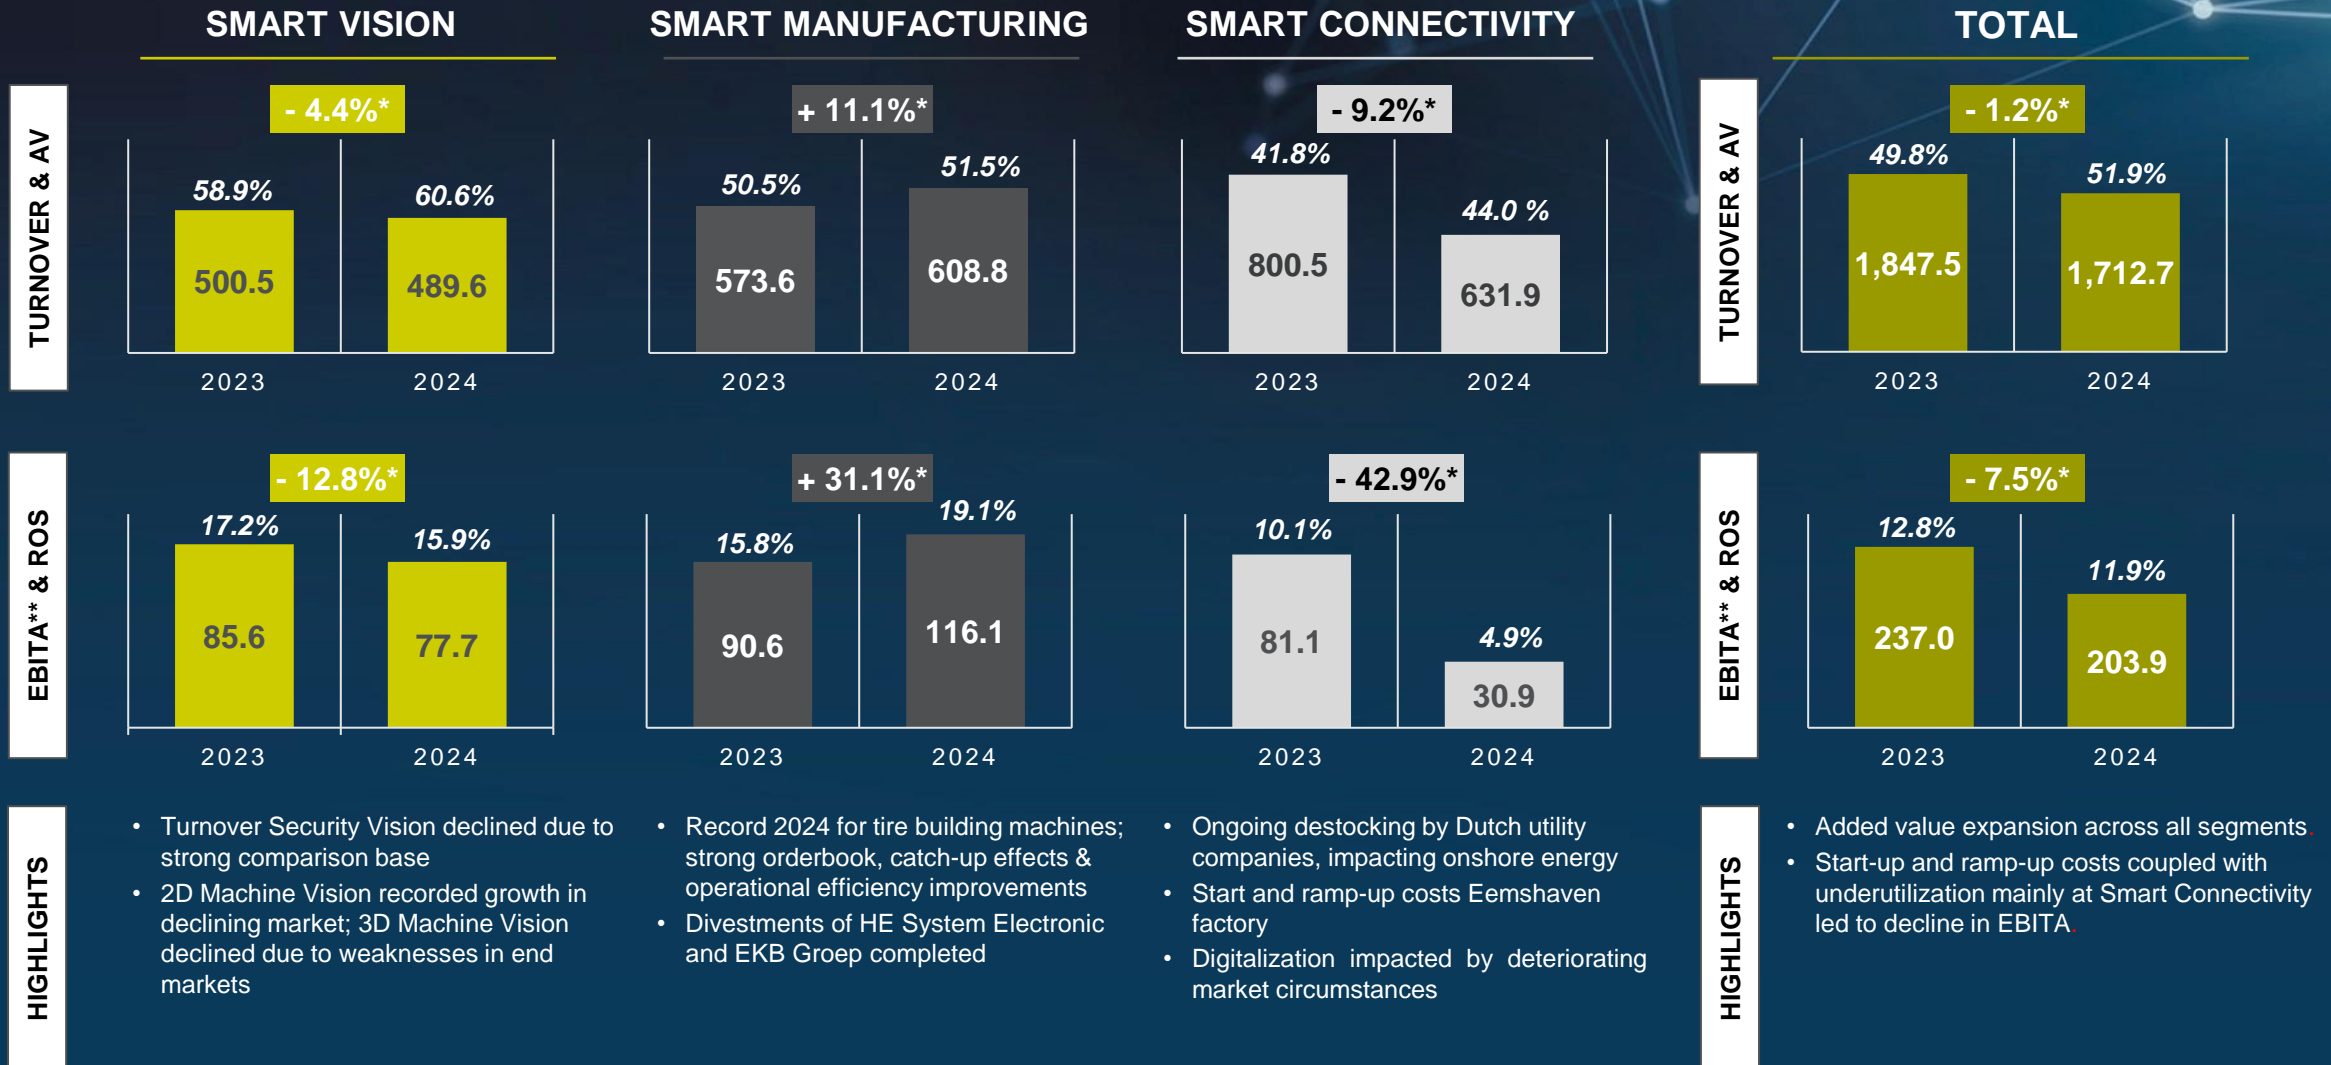 SMART VISION
SMART MANUFACTURING
SMART CONNECTIVITY
TOTAL
TURNOVER & AV
- 4.4%*
58.9%
60.6%
500.5
489.6
2023
2024
+ 11.1%*
50.5%
51.5%
573.6
608.8
2023
2024
- 9.2%*
41.8%
44.0 %
800.5
631.9
2023
2024
TURNOVER & AV
- 1.2%*
49.8%
51.9%
1,847.5
1,712.7
2023
2024
EBITA** & ROS
- 12.8%*
17.2%
15.9%
85.6
77.7
2023
2024
+ 31.1%*
15.8%
19.1%
90.6
116.1
2023
2024
- 42.9%*
10.1%
4.9%
81.1
30.9
2023
2024
EBITA** & ROS
- 7.5%*
12.8%
11.9%
237.0
203.9
2023
2024
HIGHLIGHTS
• Turnover Security Vision declined due to
strong comparison base
• 2D Machine Vision recorded growth in
declining market; 3D Machine Vision
declined due to weaknesses in end
markets
• Record 2024 for tire building machines;
strong orderbook, catch-up effects &
operational efficiency improvements
• Divestments of HE System Electronic
and EKB Groep completed
• Ongoing destocking by Dutch utility
companies, impacting onshore energy
• Start and ramp-up costs Eemshaven
factory
• Digitalization impacted by deteriorating
market circumstances
HIGHLIGHTS
• Added value expansion across all segments.
• Start-up and ramp-up costs coupled with
underutilization mainly at Smart Connectivity
led to decline in EBITA.